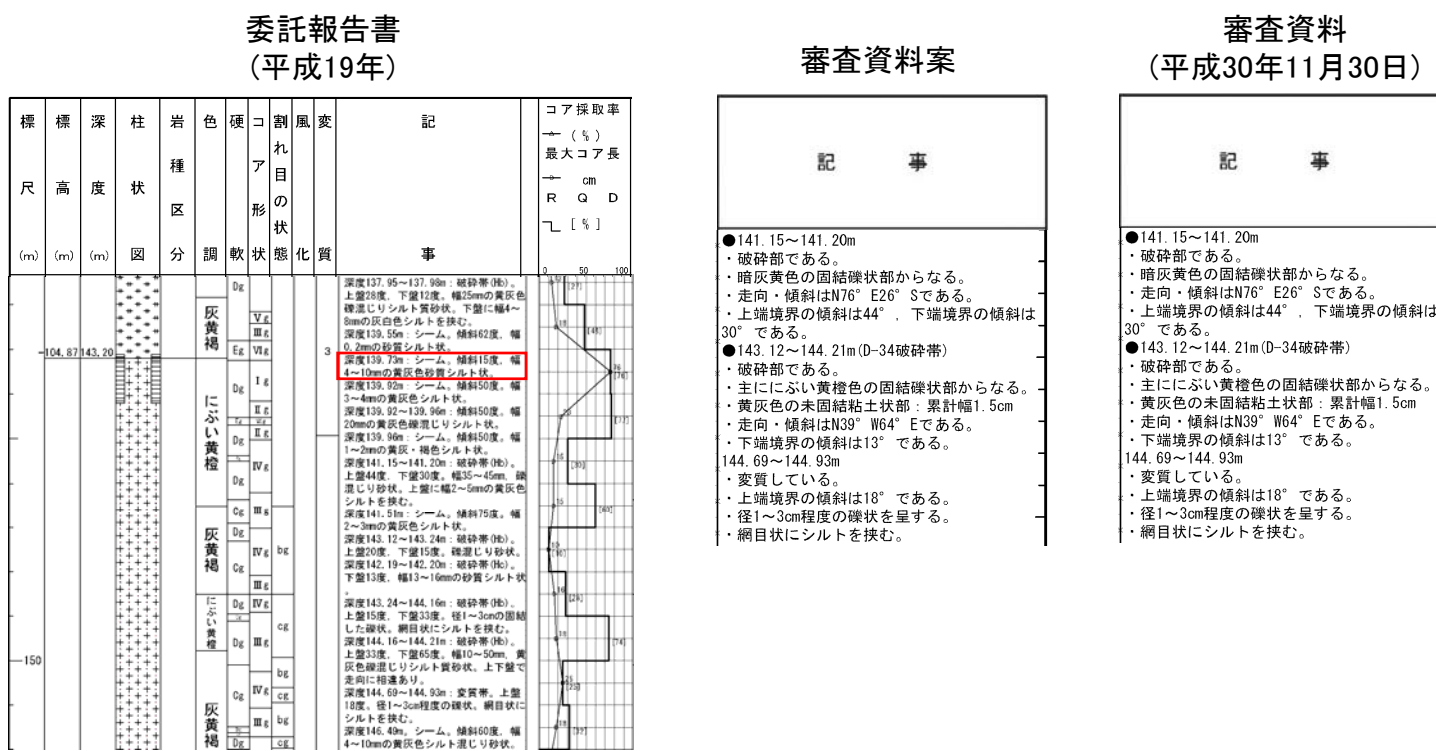 委託報告書
(平成19年)
標尺(m)
標高(m)
深度(m)
柱状図
岩種区分
色調
硬軟
コア形状
割れ目の状態
風化
変質
記事
コア採取率
(%)
最大コア長
cm
R Q D
[%]
0 50 100
深度137.95～137.98m：破砕帯(Hb)。
上盤28度、下盤12度。幅25mmの黄灰色
礫混じりシルト質砂状。下盤に幅4～
8mmの灰白色シルトを挟む。
深度139.55m：シーム。傾斜62度、幅
0.2mmの砂質シルト状。
深度139.73m：シーム。傾斜15度、幅
4～10mmの黄灰色砂質シルト状。
深度139.92m：シーム。傾斜50度、幅
3～4mmの黄灰色シルト状。
深度139.92～139.96m：傾斜50度、幅
20mmの黄灰色礫混じりシルト状。
深度139.96m：シーム。傾斜50度、幅
1～2mmの黄灰・褐色シルト状。
深度141.15～141.20m：破砕帯(Hb)。
上盤44度、下盤30度。幅35～45mm、礫
混じり砂状。上盤に幅2～5mmの黄灰色
シルトを挟む。
深度141.51m：シーム。傾斜75度、幅
2～3mmの黄灰色シルト状。
深度143.12～143.24m：破砕帯(Hb)。
上盤20度、下盤15度。礫混じり砂状。
深度142.19～142.20m：破砕帯(Hc)。
下盤13度、幅13～16mmの砂質シルト状
。
深度143.24～144.16m：破砕帯(Hb)。
上盤15度、下盤33度。径1～3cmの固結
した礫状。網目状にシルトを挟む。
深度144.16～144.21m：破砕帯(Hb)。
上盤33度、下盤65度。幅10～50mm、黄
灰色礫混じりシルト質砂状。上下盤で
走向に相違あり。
深度144.69～144.93m：変質帯。上盤
18度。径1～3cm程度の礫状。網目状に
シルトを挟む。
深度146.49m。シーム。傾斜60度、幅
4～10mmの黄灰色シルト混じり砂状。
-104.87
143.20
150
灰黄褐
にぶい黄橙
灰黄褐
にぶい黄橙
灰黄褐
Dg
Eg
Dg
Dg
Dg
Cg
Dg
Cg
Dg
Dg
Cg
Dg
Ⅴg
Ⅲg
Ⅵg
Ⅰg
Ⅱg
Ⅱg
Ⅳg
Ⅲs
Ⅳg
Ⅲg
Ⅳg
Ⅲg
Ⅳg
Ⅲg
bg
cg
bg
cg
bg
cg
3
審査資料案
記 事
●141.15～141.20m
・破砕部である。
・暗灰黄色の固結礫状部からなる。
・走向・傾斜はN76°E26°Sである。
・上端境界の傾斜は44°，下端境界の傾斜は
30°である。
●143.12～144.21m(D-34破砕帯)
・破砕部である。
・主ににぶい黄橙色の固結礫状部からなる。
・黄灰色の未固結粘土状部：累計幅1.5cm
・走向・傾斜はN39°W64°Eである。
・下端境界の傾斜は13°である。
144.69～144.93m
・変質している。
・上端境界の傾斜は18°である。
・径1～3cm程度の礫状を呈する。
・網目状にシルトを挟む。
審査資料
(平成30年11月30日)
記 事
●141.15～141.20m
・破砕部である。
・暗灰黄色の固結礫状部からなる。
・走向・傾斜はN76°E26°Sである。
・上端境界の傾斜は44°，下端境界の傾斜は
30°である。
●143.12～144.21m(D-34破砕帯)
・破砕部である。
・主ににぶい黄橙色の固結礫状部からなる。
・黄灰色の未固結粘土状部：累計幅1.5cm
・走向・傾斜はN39°W64°Eである。
・下端境界の傾斜は13°である。
144.69～144.93m
・変質している。
・上端境界の傾斜は18°である。
・径1～3cm程度の礫状を呈する。
・網目状にシルトを挟む。